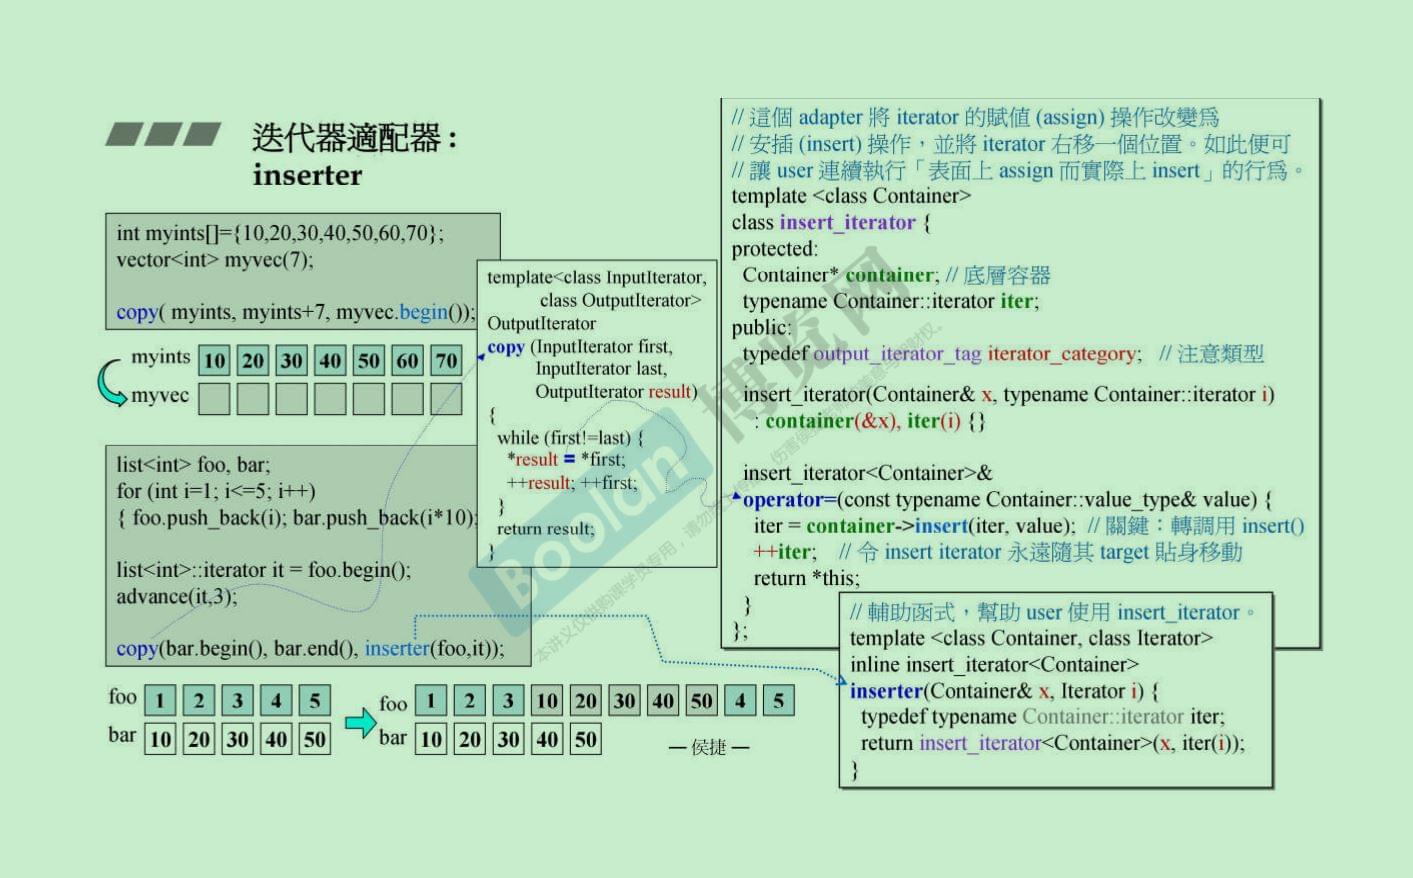 迭代器適配器：
inserter
int myints[]={10,20,30,40,50,60,70};
vector<int> myvec(7);
copy( myints, myints+7, myvec.begin());
myints 10 20 30 40 50 60 70
myvec
list<int> foo, bar;
for (int i=1; i<=5; i++)
{ foo.push_back(i); bar.push_back(i*10);
list<int>::iterator it = foo.begin();
advance(it,3);
copy(bar.begin(), bar.end(), inserter(foo,it));
foo 1 2 3 4 5
bar 10 20 30 40 50
foo 1 2 3 10 20 30 40 50 4 5
bar 10 20 30 40 50
— 侯捷 —
template<class InputIterator,
class OutputIterator>
OutputIterator
copy (InputIterator first,
InputIterator last,
OutputIterator result)
{
while (first!=last) {
*result = *first;
++result; ++first;
}
return result;
}
// 這個 adapter 將 iterator 的賦值 (assign) 操作改變爲
// 安插 (insert) 操作，並將 iterator 右移一個位置。如此便可
// 讓 user 連續執行「表面上 assign 而實際上 insert」的行爲。
template <class Container>
class insert_iterator {
protected:
Container* container; // 底層容器
typename Container::iterator iter;
public:
typedef output_iterator_tag iterator_category; // 注意類型
insert_iterator(Container& x, typename Container::iterator i)
: container(&x), iter(i) {}
insert_iterator<Container>&
operator=(const typename Container::value_type& value) {
iter = container->insert(iter, value); // 關鍵：轉調用 insert()
++iter; // 令 insert iterator 永遠隨其 target 貼身移動
return *this;
}
};
// 輔助函式，幫助 user 使用 insert_iterator。
template <class Container, class Iterator>
inline insert_iterator<Container>
inserter(Container& x, Iterator i) {
typedef typename Container::iterator iter;
return insert_iterator<Container>(x, iter(i));
}
Boolan 博览网